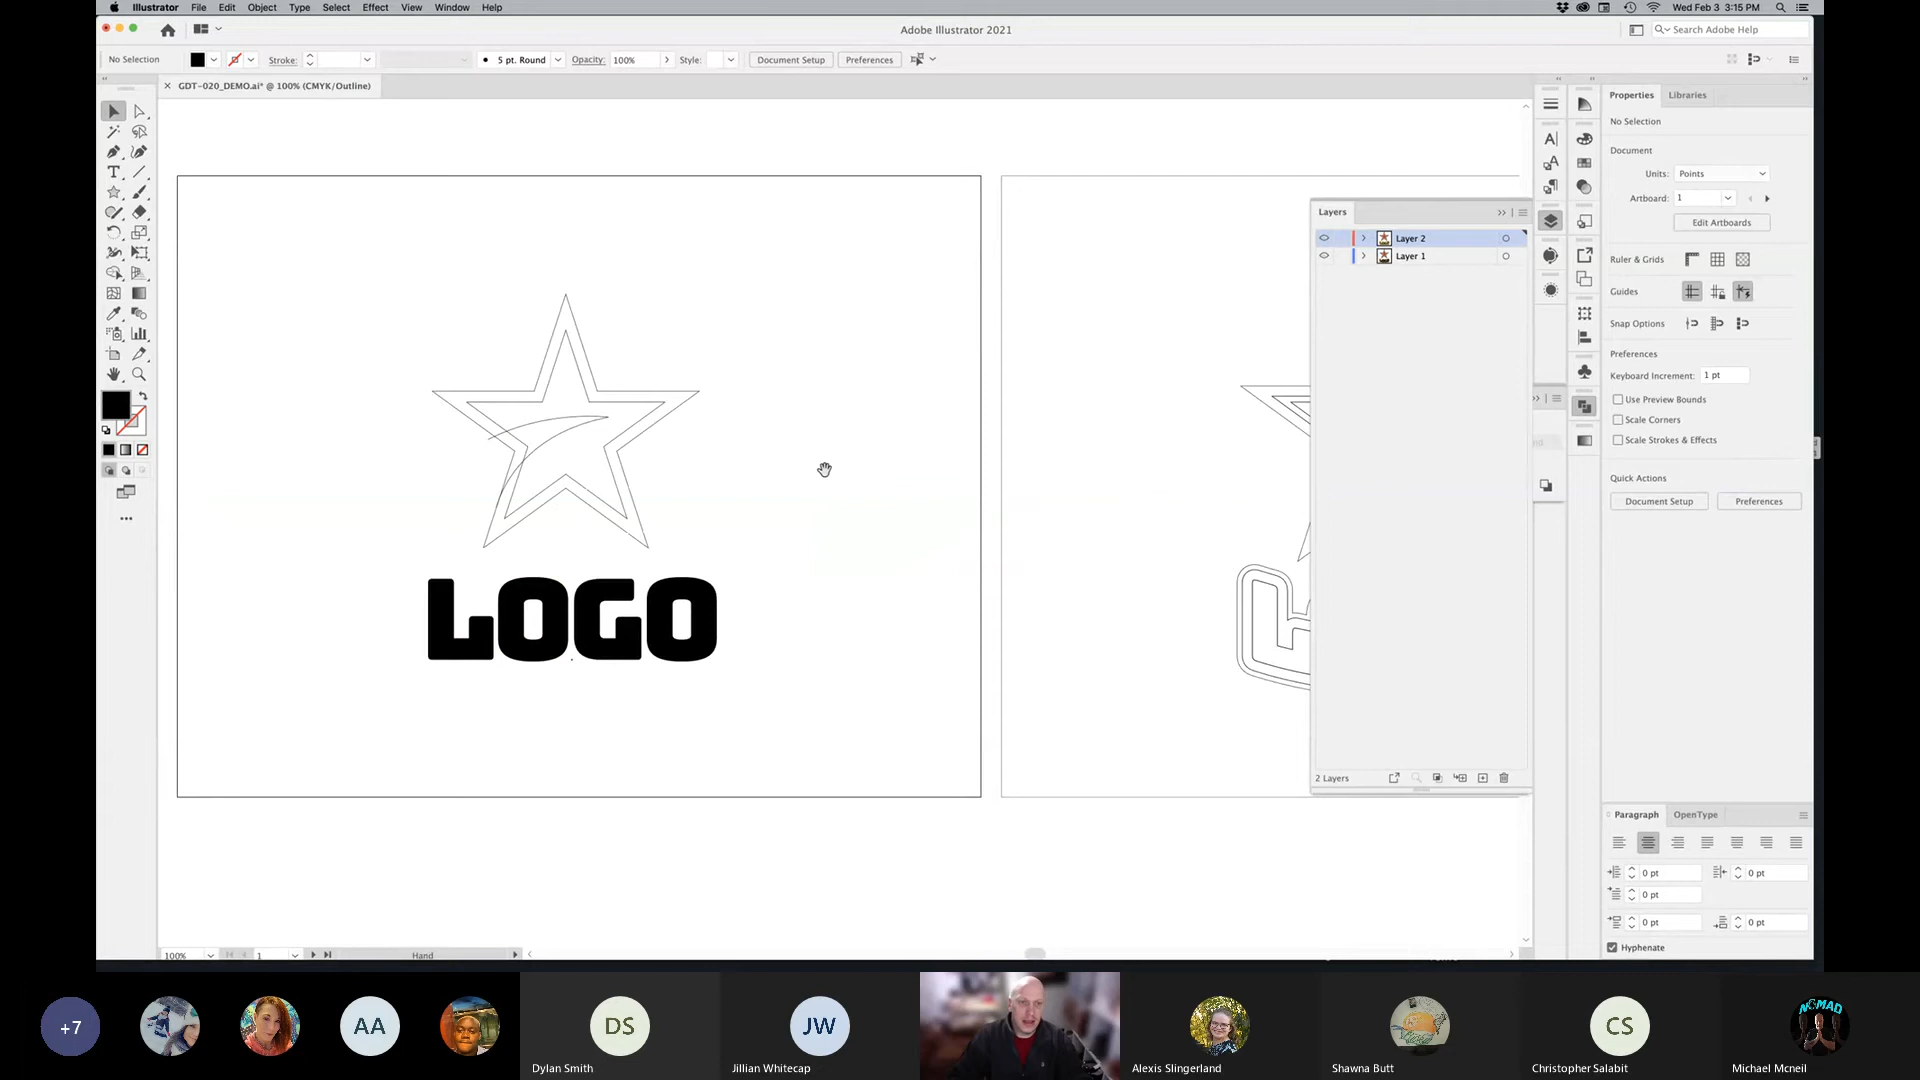 Illustrator File Edit Object Type Select Effect View Window Help
Wed Feb 3 3:15 PM
Adobe Illustrator 2021
Search Adobe Help
No Selection
Stroke:
5 pt. Round
Opacity: 100%
Style:
Document Setup
Preferences
GDT-020_DEMO.ai* @ 100% (CMYK/Outline)
Properties
Libraries
No Selection
Document
Units: Points
Artboard: 1
Edit Artboards
Ruler & Grids
Guides
Snap Options
Preferences
Keyboard Increment: 1 pt
Use Preview Bounds
Scale Corners
Scale Strokes & Effects
Quick Actions
Document Setup
Preferences
Layers
Layer 2
Layer 1
2 Layers
LOGO
L
Paragraph
OpenType
0 pt
0 pt
0 pt
0 pt
0 pt
Hyphenate
100%
1
Hand
+7
AA
DS
Dylan Smith
JW
Jillian Whitecap
Alexis Slingerland
Shawna Butt
CS
Christopher Salabit
NOMAD
Michael Mcneil